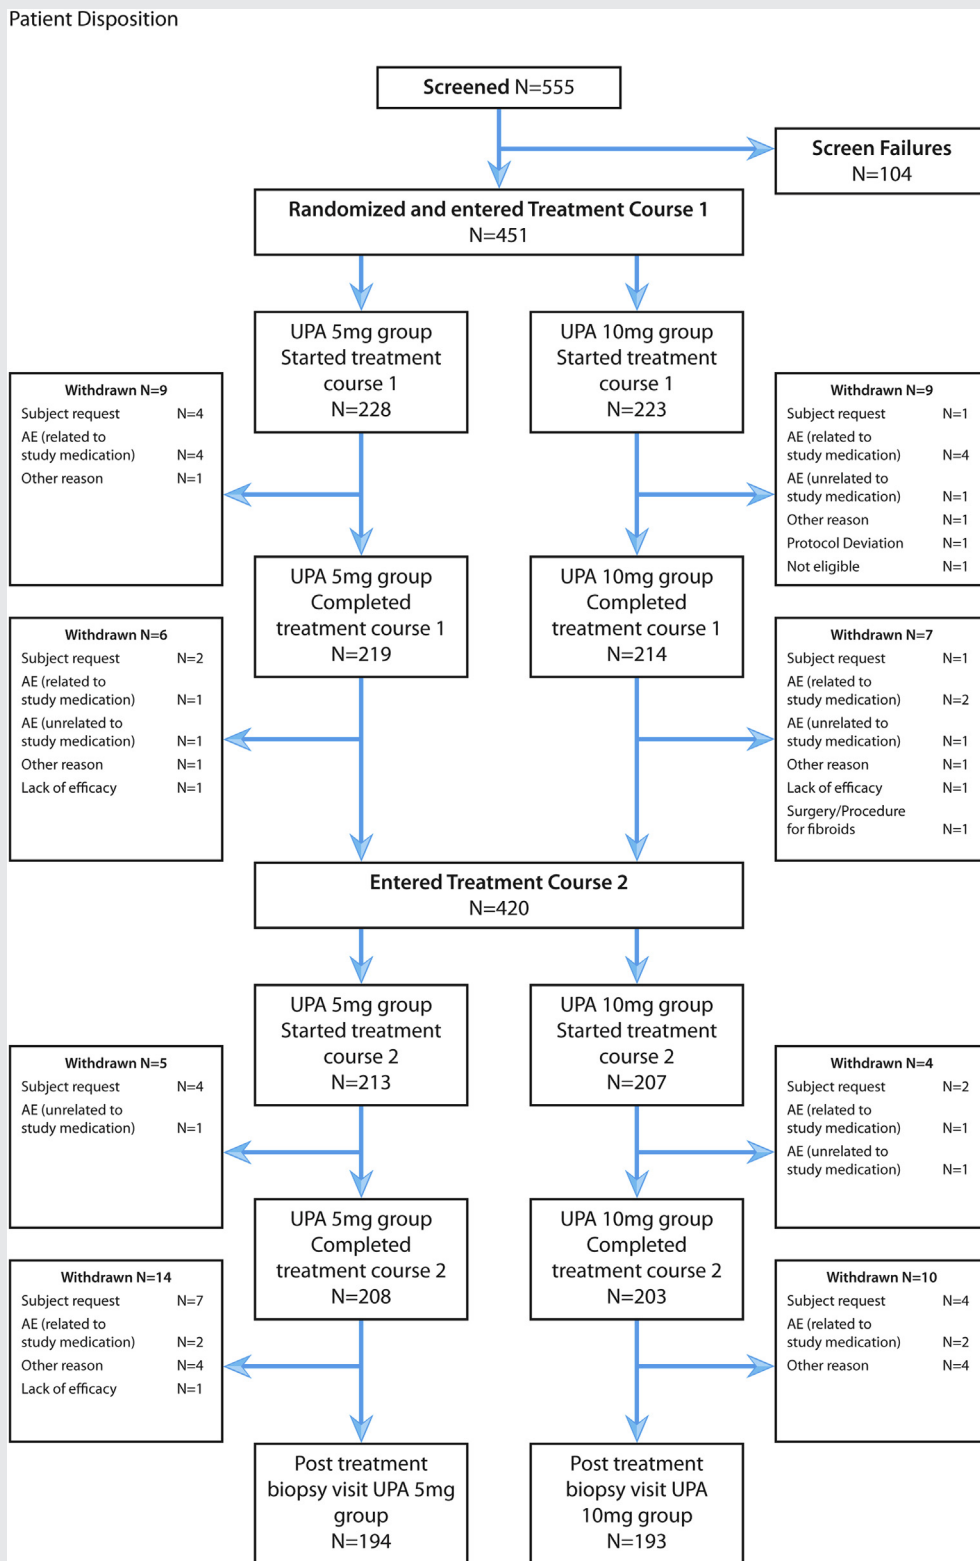 Patient Disposition
Screened N=555
Screen Failures
N=104
Randomized and entered Treatment Course 1
N=451
UPA 5mg group
Started treatment
course 1
N=228
UPA 10mg group
Started treatment
course 1
N=223
Withdrawn N=9
Subject request N=4
AE (related to
study medication) N=4
Other reason N=1
Withdrawn N=9
Subject request N=1
AE (related to
study medication) N=4
AE (unrelated to
study medication) N=1
Other reason N=1
Protocol Deviation N=1
Not eligible N=1
UPA 5mg group
Completed
treatment course 1
N=219
UPA 10mg group
Completed
treatment course 1
N=214
Withdrawn N=6
Subject request N=2
AE (related to
study medication) N=1
AE (unrelated to
study medication) N=1
Other reason N=1
Lack of efficacy N=1
Withdrawn N=7
Subject request N=1
AE (related to
study medication) N=2
AE (unrelated to
study medication) N=1
Other reason N=1
Lack of efficacy N=1
Surgery/Procedure
for fibroids N=1
Entered Treatment Course 2
N=420
UPA 5mg group
Started treatment
course 2
N=213
UPA 10mg group
Started treatment
course 2
N=207
Withdrawn N=5
Subject request N=4
AE (unrelated to
study medication) N=1
Withdrawn N=4
Subject request N=2
AE (related to
study medication) N=1
AE (unrelated to
study medication) N=1
UPA 5mg group
Completed
treatment course 2
N=208
UPA 10mg group
Completed
treatment course 2
N=203
Withdrawn N=14
Subject request N=7
AE (related to
study medication) N=2
Other reason N=4
Lack of efficacy N=1
Withdrawn N=10
Subject request N=4
AE (related to
study medication) N=2
Other reason N=4
Post treatment
biopsy visit UPA 5mg
group
N=194
Post treatment
biopsy visit UPA
10mg group
N=193